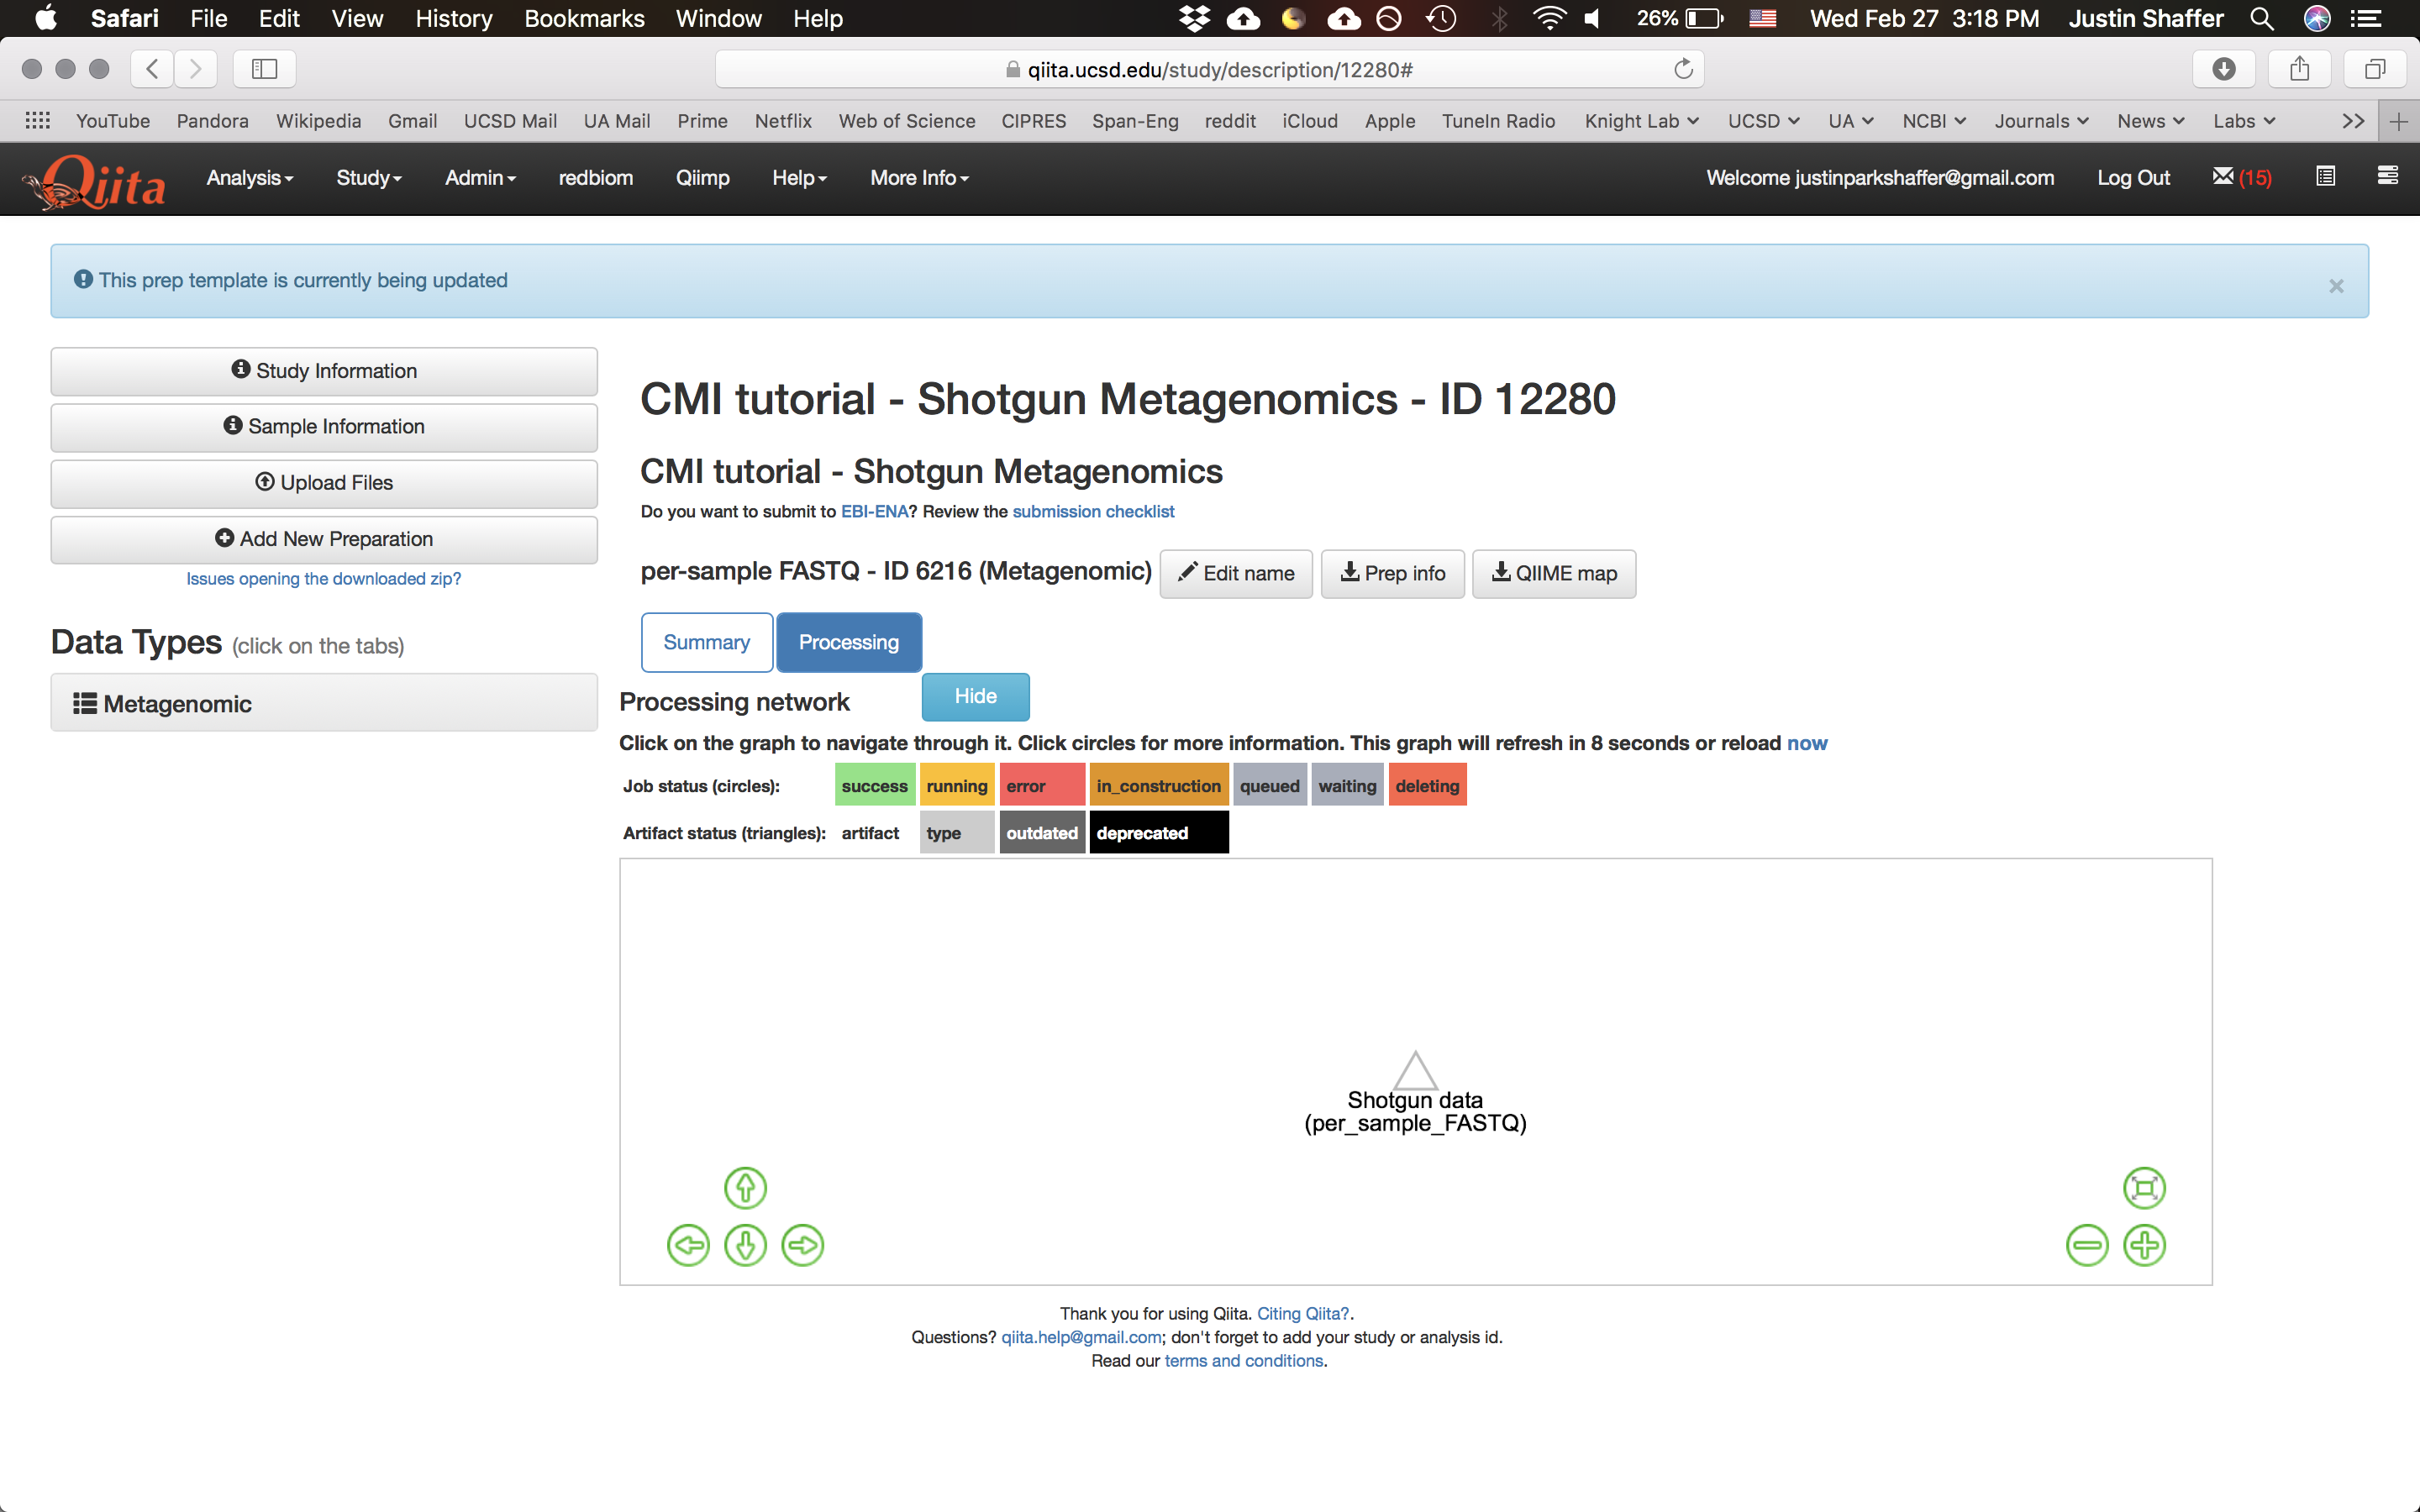 Safari File Edit View History Bookmarks Window Help 26% Wed Feb 27 3:18 PM Justin Shaffer
qiita.ucsd.edu/study/description/12280#
YouTube Pandora Wikipedia Gmail UCSD Mail UA Mail Prime Netflix Web of Science CIPRES Span-Eng reddit iCloud Apple TuneIn Radio Knight Lab UCSD UA NCBI Journals News Labs >> +
Qiita Analysis Study Admin redbiom Qiimp Help More Info Welcome justinparkshaffer@gmail.com Log Out (15)
This prep template is currently being updated ×
Study Information
Sample Information
Upload Files
Add New Preparation
Issues opening the downloaded zip?
Data Types (click on the tabs)
Metagenomic
CMI tutorial - Shotgun Metagenomics - ID 12280
CMI tutorial - Shotgun Metagenomics
Do you want to submit to EBI-ENA? Review the submission checklist
per-sample FASTQ - ID 6216 (Metagenomic) Edit name Prep info QIIME map
Summary Processing
Processing network Hide
Click on the graph to navigate through it. Click circles for more information. This graph will refresh in 8 seconds or reload now
Job status (circles): success running error in_construction queued waiting deleting
Artifact status (triangles): artifact type outdated deprecated
Shotgun data
(per_sample_FASTQ)
Thank you for using Qiita. Citing Qiita?.
Questions? qiita.help@gmail.com; don't forget to add your study or analysis id.
Read our terms and conditions.